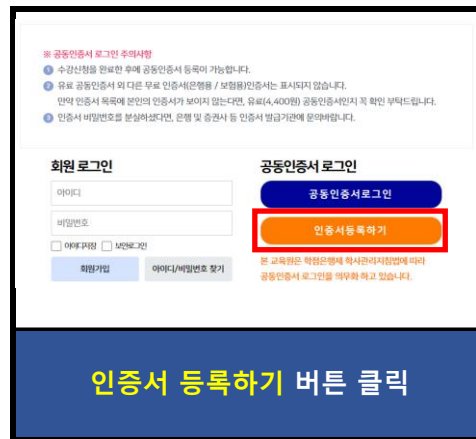 ※ 공동인증서 로그인 주의사항
1 수강신청을 완료한 후에 공동인증서 등록이 가능합니다.
2 유료 공동인증서 외 다른 무료 인증서(은행용 / 보험용)인증서는 표시되지 않습니다.
만약 인증서 목록에 본인의 인증서가 보이지 않는다면, 유료(4,400원) 공동인증서인지 꼭 확인 부탁드립니다.
3 인증서 비밀번호를 분실하셨다면, 은행 및 증권사 등 인증서 발급기관에 문의바랍니다.
회원 로그인
아이디
비밀번호
아이디저장 보안로그인
회원가입 아이디/비밀번호 찾기
공동인증서 로그인
공동인증서로그인
인증서등록하기
본 교육원은 학점은행제 학사관리지침법에 따라
공동인증서 로그인을 의무화 하고 있습니다.
인증서 등록하기 버튼 클릭